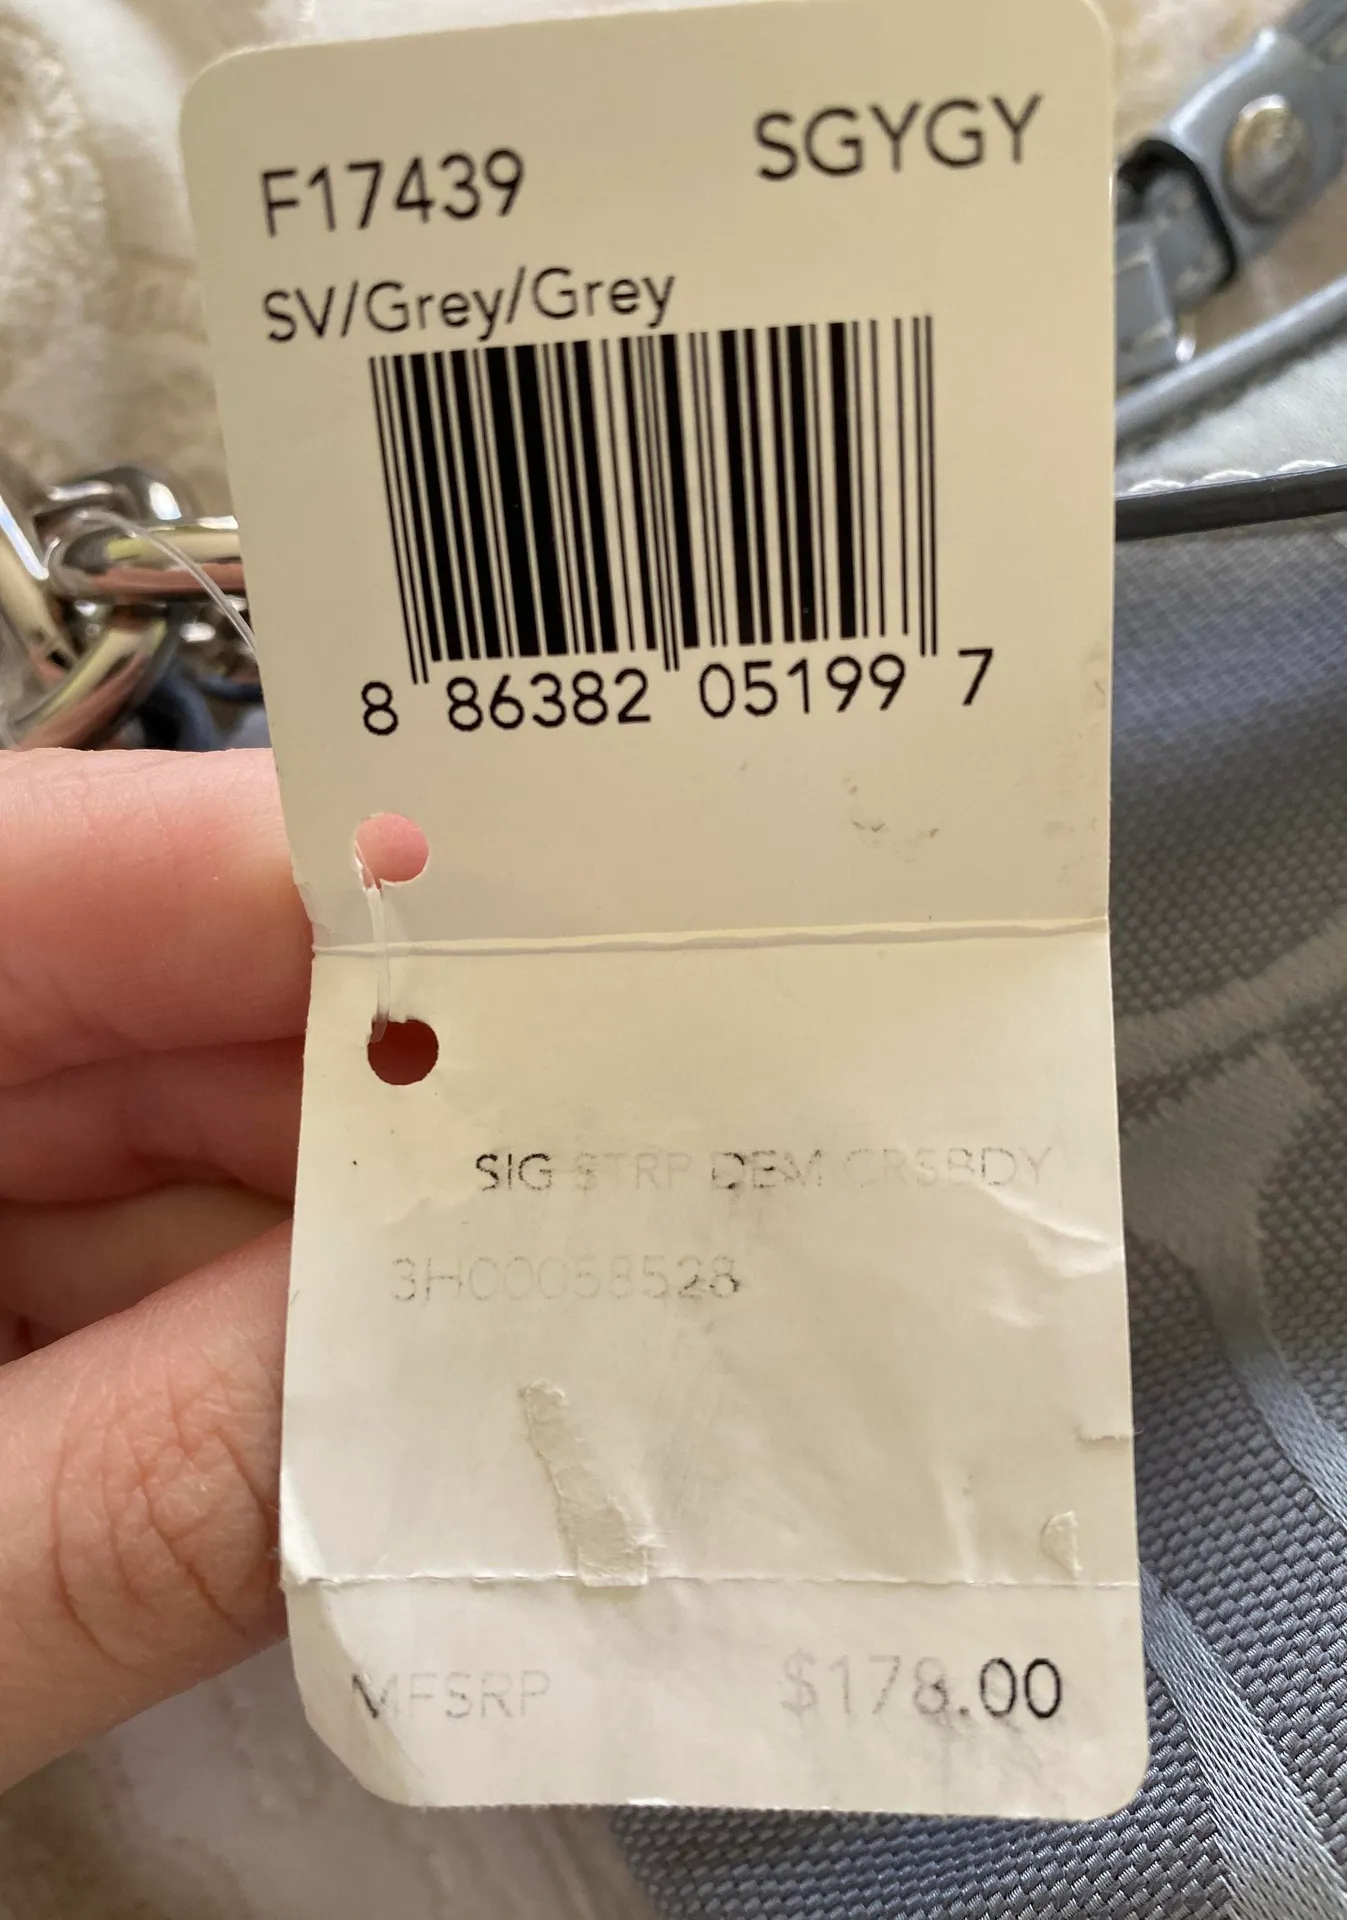 F17439 SGYGY
SV/Grey/Grey
8 86382 05199 7
SIG STRP DEM CRSBDY
3H00058528
MFSRP $178.00